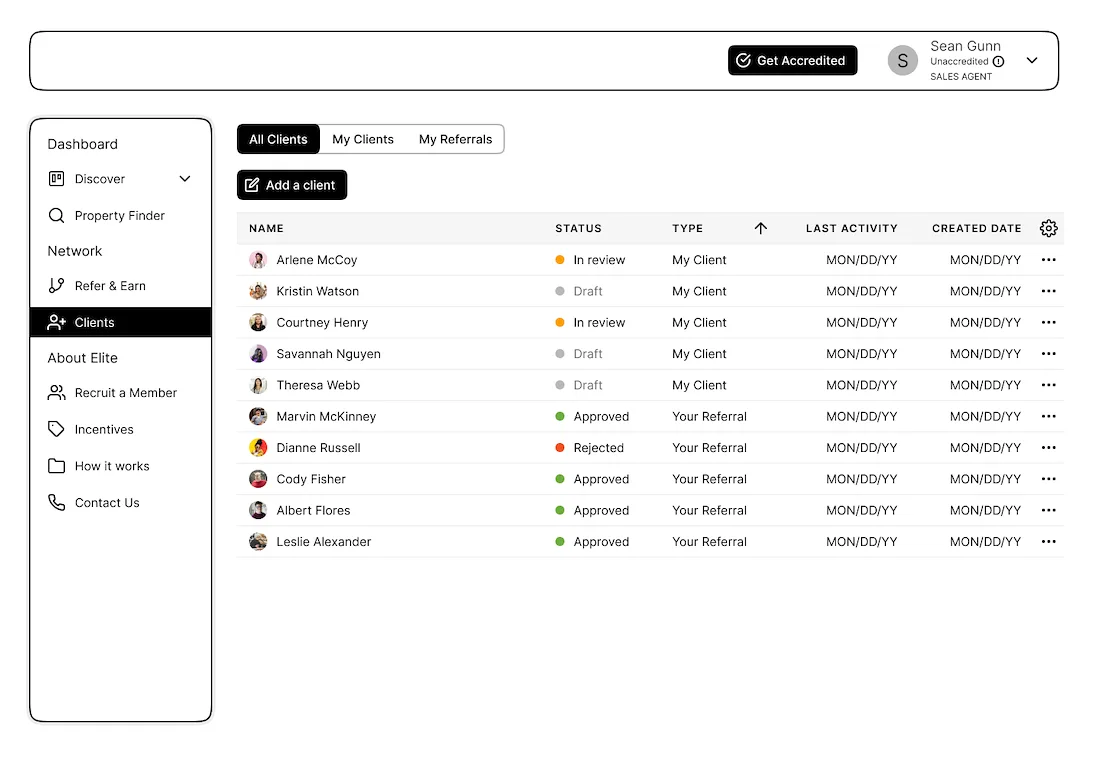 Get Accredited
S
Sean Gunn
Unaccredited
SALES AGENT
Dashboard
Discover
Property Finder
Network
Refer & Earn
Clients
About Elite
Recruit a Member
Incentives
How it works
Contact Us
All Clients My Clients My Referrals
Add a client
NAME STATUS TYPE LAST ACTIVITY CREATED DATE
Arlene McCoy In review My Client MON/DD/YY MON/DD/YY
Kristin Watson Draft My Client MON/DD/YY MON/DD/YY
Courtney Henry In review My Client MON/DD/YY MON/DD/YY
Savannah Nguyen Draft My Client MON/DD/YY MON/DD/YY
Theresa Webb Draft My Client MON/DD/YY MON/DD/YY
Marvin McKinney Approved Your Referral MON/DD/YY MON/DD/YY
Dianne Russell Rejected Your Referral MON/DD/YY MON/DD/YY
Cody Fisher Approved Your Referral MON/DD/YY MON/DD/YY
Albert Flores Approved Your Referral MON/DD/YY MON/DD/YY
Leslie Alexander Approved Your Referral MON/DD/YY MON/DD/YY